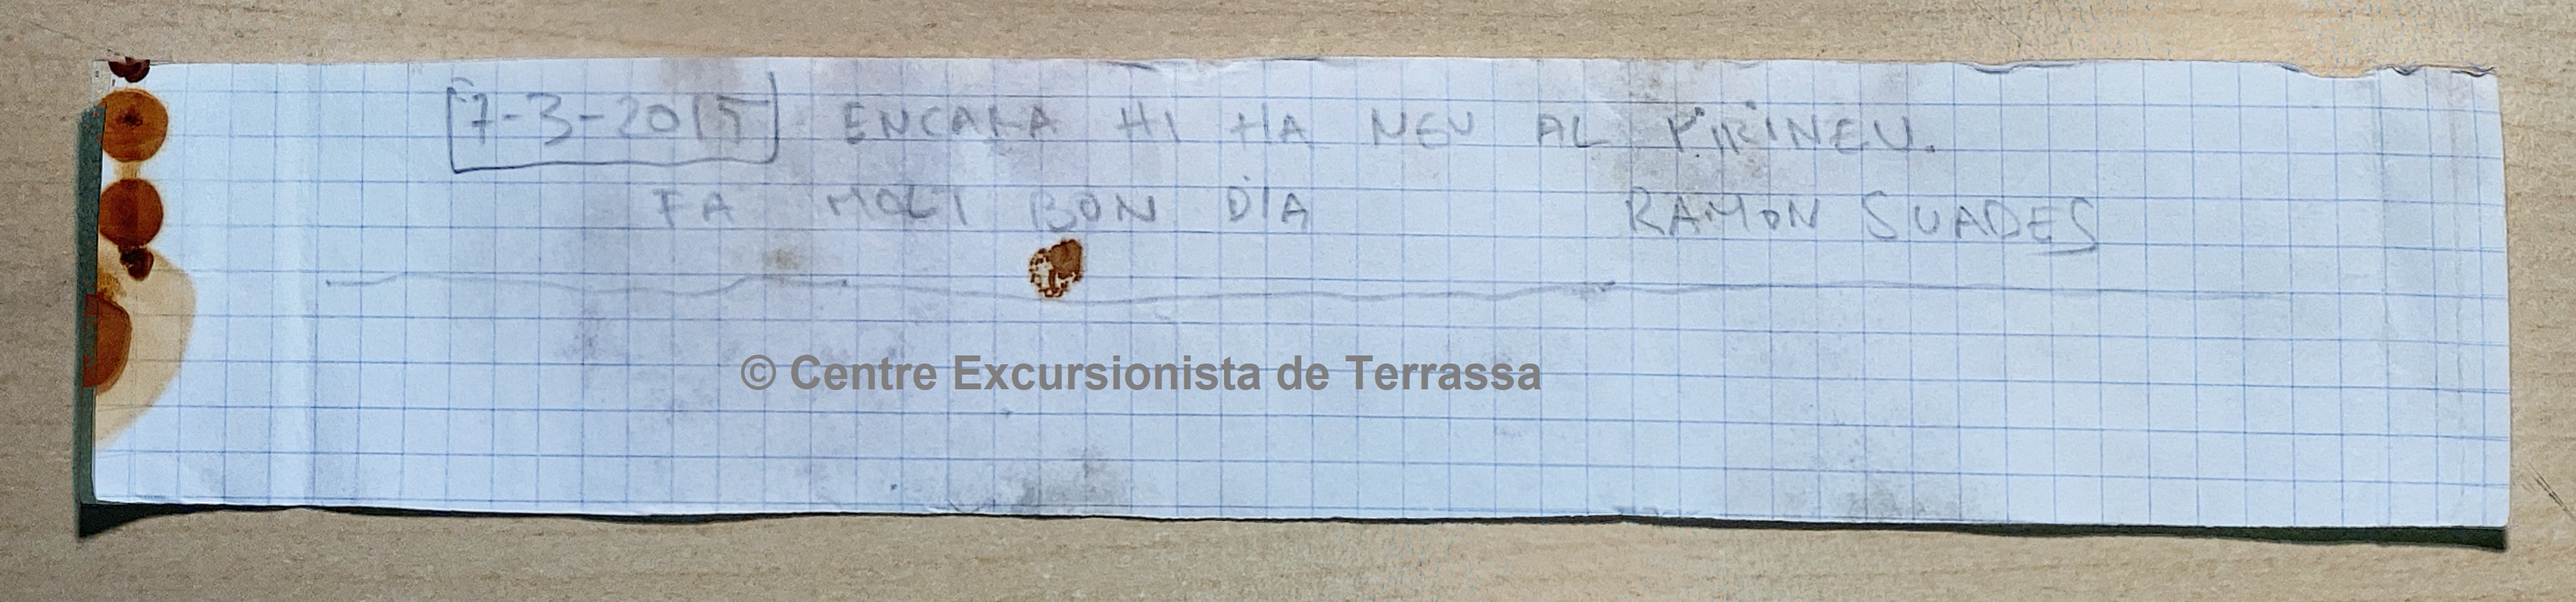 7-3-2015 ENCARA HI HA NEU AL PIRINEU.
FA MOLT BON DIA RAMON SUADES
© Centre Excursionista de Terrassa